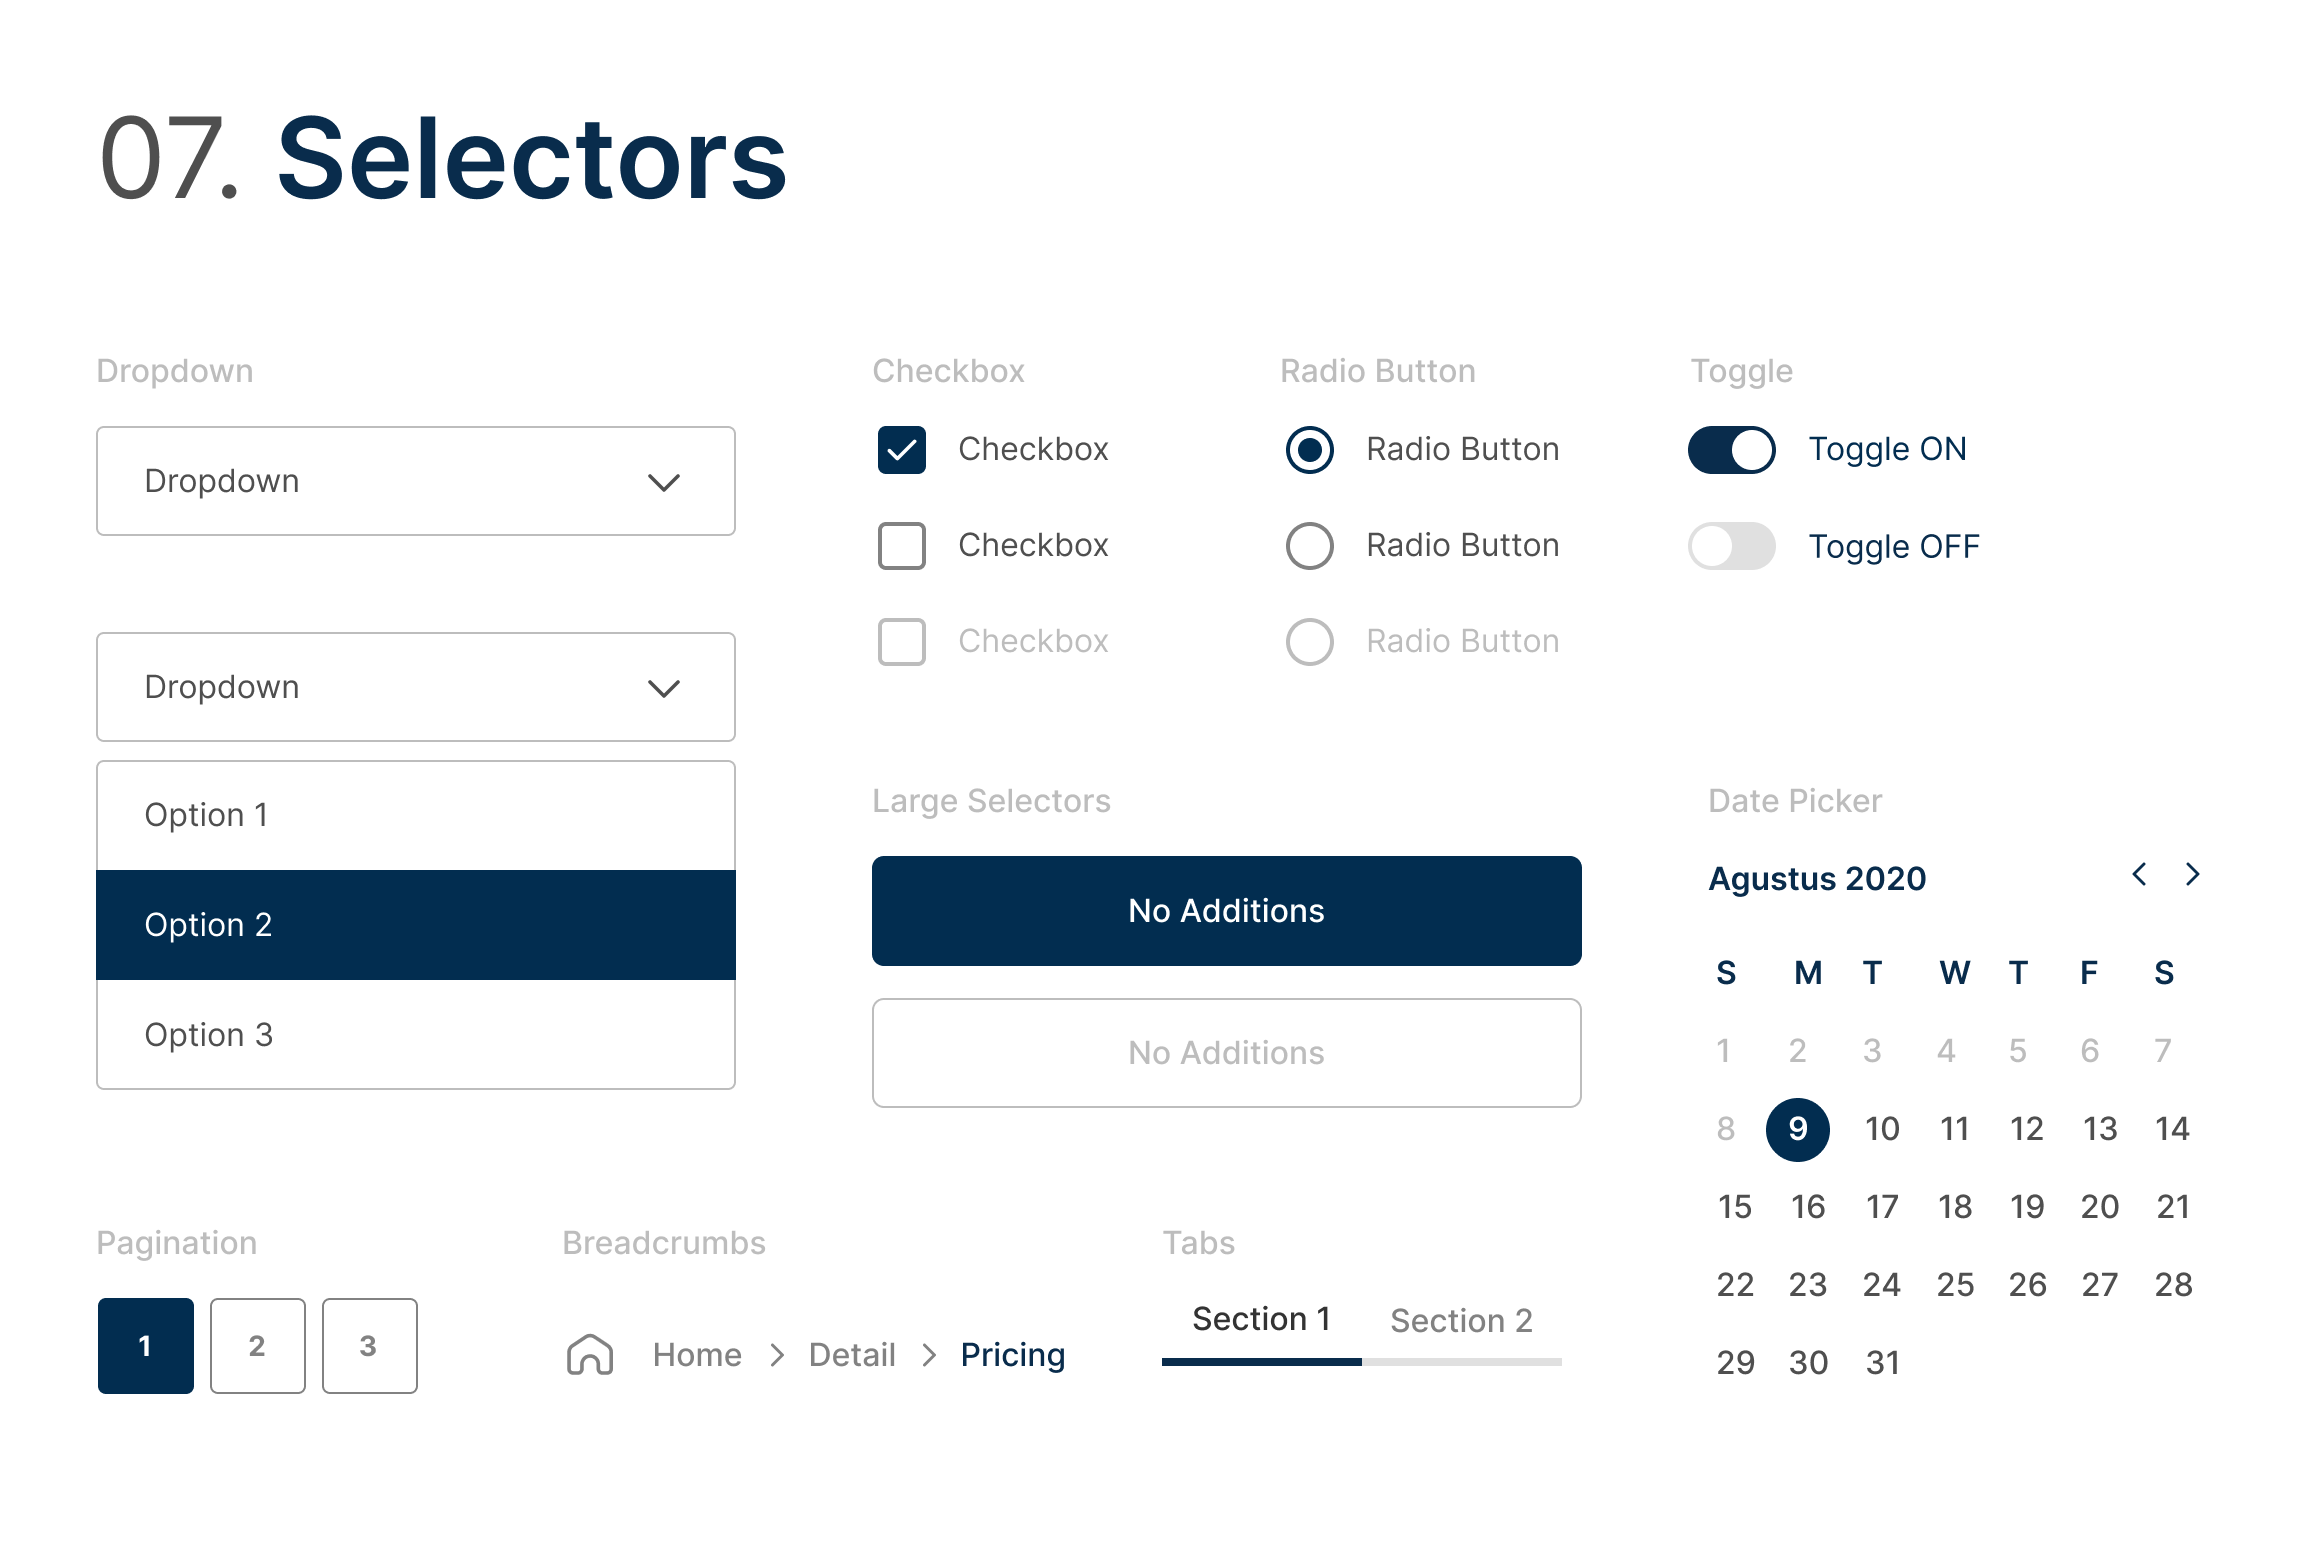 07. Selectors
Dropdown
Dropdown
Dropdown
Option 1
Option 2
Option 3
Checkbox
Checkbox
Checkbox
Checkbox
Radio Button
Radio Button
Radio Button
Radio Button
Toggle
Toggle ON
Toggle OFF
Large Selectors
No Additions
No Additions
Date Picker
Agustus 2020
S M T W T F S
1 2 3 4 5 6 7
8 9 10 11 12 13 14
15 16 17 18 19 20 21
22 23 24 25 26 27 28
29 30 31
Pagination
1 2 3
Breadcrumbs
Home > Detail > Pricing
Tabs
Section 1 Section 2